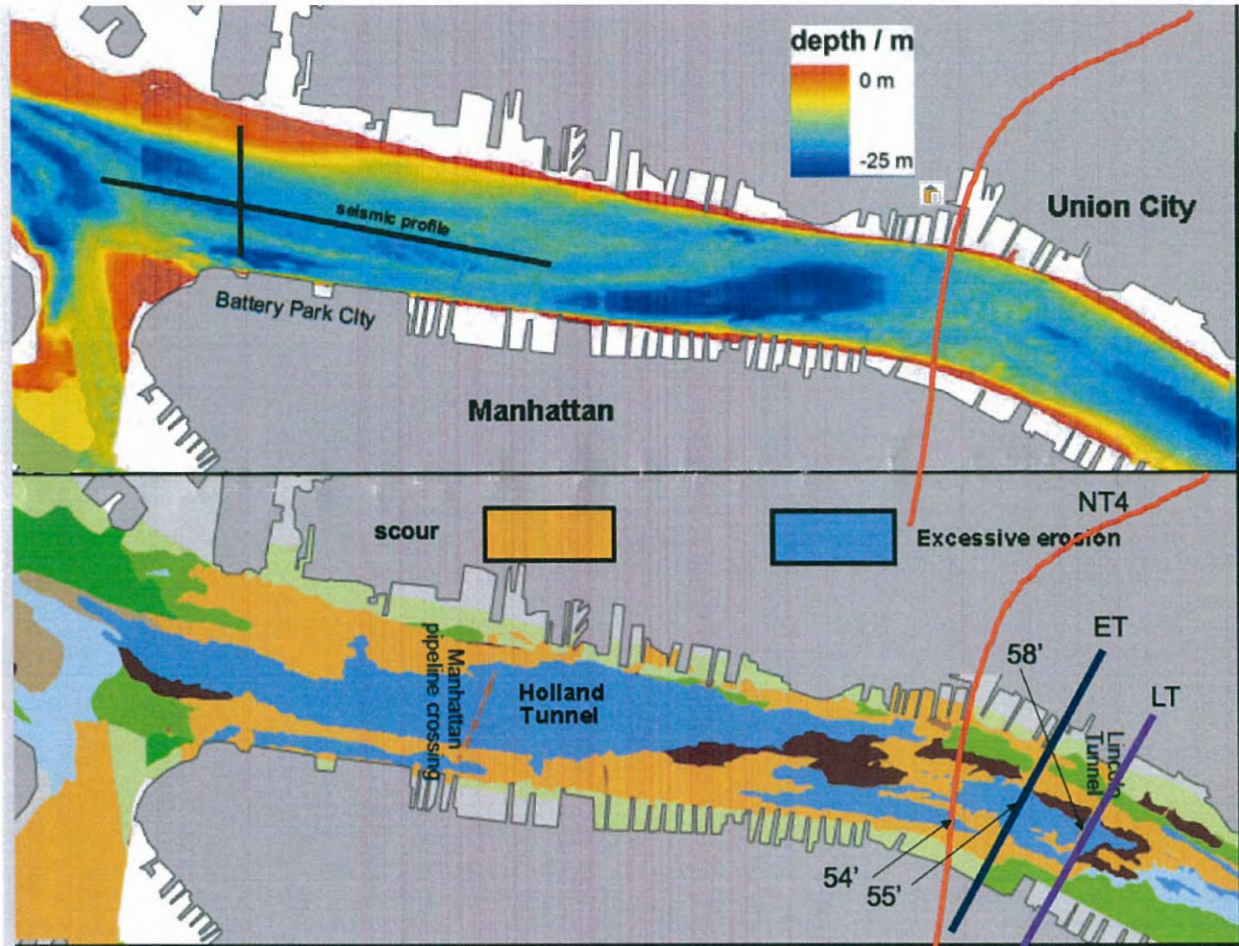 depth / m
0 m
-25 m
Union City
seismic profile
Battery Park City
Manhattan
NT4
scour
Excessive erosion
ET
58'
LT
Manhattan
pipeline crossing
Holland
Tunnel
Lincoln
Tunnel
54'
55'